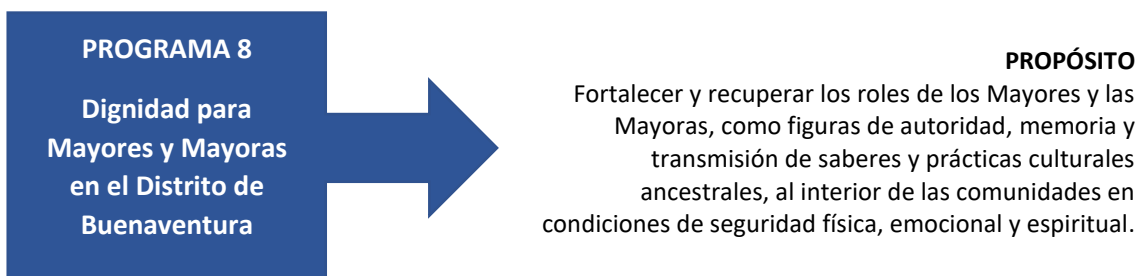 PROGRAMA 8
Dignidad para
Mayores y Mayoras
en el Distrito de
Buenaventura
PROPÓSITO
Fortalecer y recuperar los roles de los Mayores y las
Mayoras, como figuras de autoridad, memoria y
transmisión de saberes y prácticas culturales
ancestrales, al interior de las comunidades en
condiciones de seguridad física, emocional y espiritual.